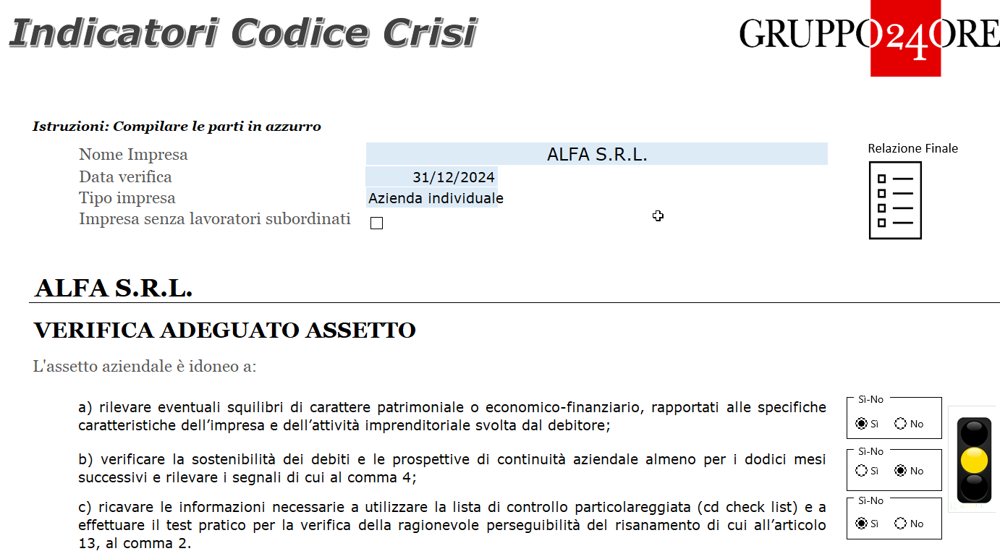 Indicatori Codice Crisi
GRUPPO24ORE
Istruzioni: Compilare le parti in azzurro
Nome Impresa
ALFA S.R.L.
Relazione Finale
Data verifica
31/12/2024
Tipo impresa
Azienda individuale
Impresa senza lavoratori subordinati
ALFA S.R.L.
VERIFICA ADEGUATO ASSETTO
L'assetto aziendale è idoneo a:
a) rilevare eventuali squilibri di carattere patrimoniale o economico-finanziario, rapportati alle specifiche
caratteristiche dell’impresa e dell’attività imprenditoriale svolta dal debitore;
Sì-No
Sì No
b) verificare la sostenibilità dei debiti e le prospettive di continuità aziendale almeno per i dodici mesi
successivi e rilevare i segnali di cui al comma 4;
Sì-No
Sì No
c) ricavare le informazioni necessarie a utilizzare la lista di controllo particolareggiata (cd check list) e a
effettuare il test pratico per la verifica della ragionevole perseguibilità del risanamento di cui all’articolo
13, al comma 2.
Sì-No
Sì No